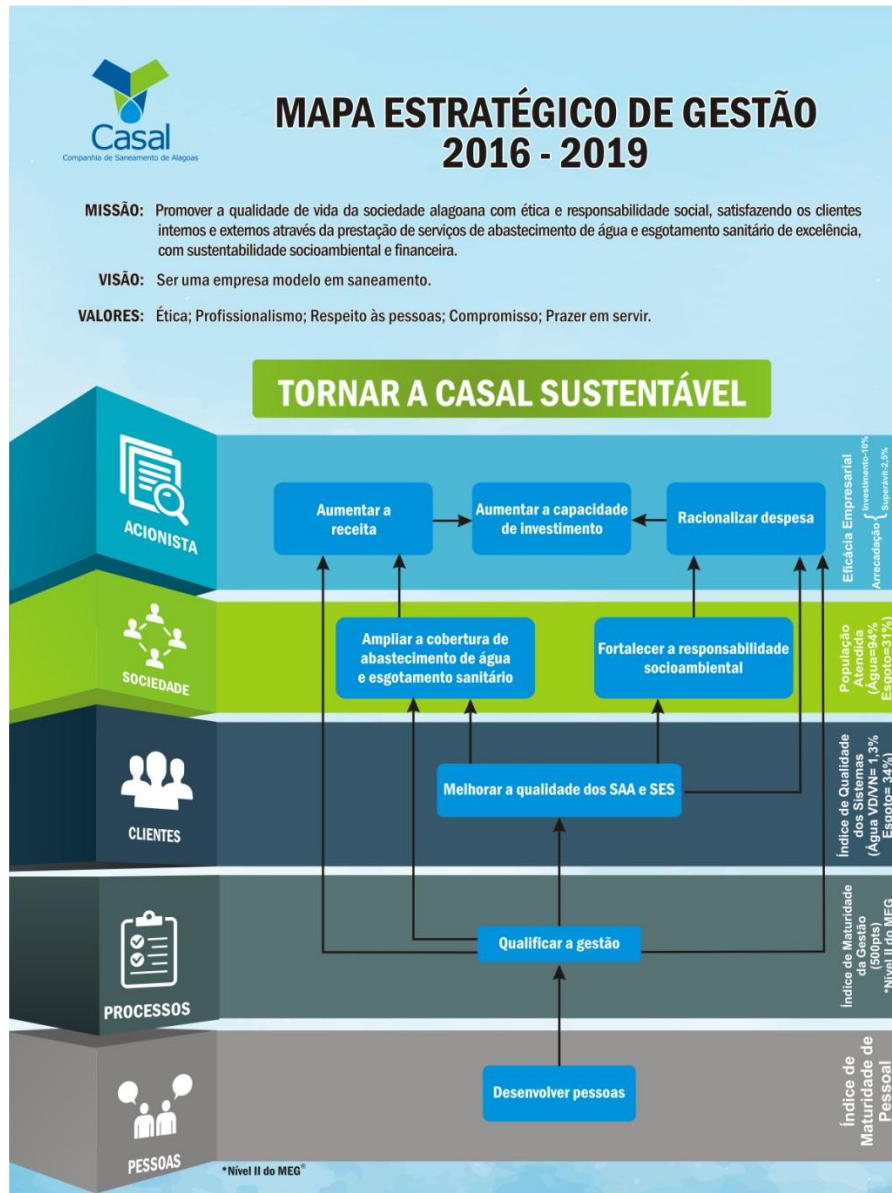 Casal
Companhia de Saneamento de Alagoas
MAPA ESTRATÉGICO DE GESTÃO
2016 - 2019
MISSÃO: Promover a qualidade de vida da sociedade alagoana com ética e responsabilidade social, satisfazendo os clientes
internos e externos através da prestação de serviços de abastecimento de água e esgotamento sanitário de excelência,
com sustentabilidade socioambiental e financeira.
VISÃO: Ser uma empresa modelo em saneamento.
VALORES: Ética; Profissionalismo; Respeito às pessoas; Compromisso; Prazer em servir.
TORNAR A CASAL SUSTENTÁVEL
ACIONISTA
Aumentar a
receita
Aumentar a capacidade
de investimento
Racionalizar despesa
Eficácia Empresarial
Arrecadação { Investimento-10%
Superávit-2,5%
SOCIEDADE
Ampliar a cobertura de
abastecimento de água
e esgotamento sanitário
Fortalecer a responsabilidade
socioambiental
População
Atendida
(Água=94%
Esgoto=31%)
CLIENTES
Melhorar a qualidade dos SAA e SES
Índice de Qualidade
dos Sistemas
(Água VD/VN= 1,3%
Esgoto= 34%)
PROCESSOS
Qualificar a gestão
Índice de Maturidade
da Gestão
(500pts)
*Nível II do MEG
PESSOAS
Desenvolver pessoas
Índice de
Maturidade de
Pessoal
*Nível II do MEG®